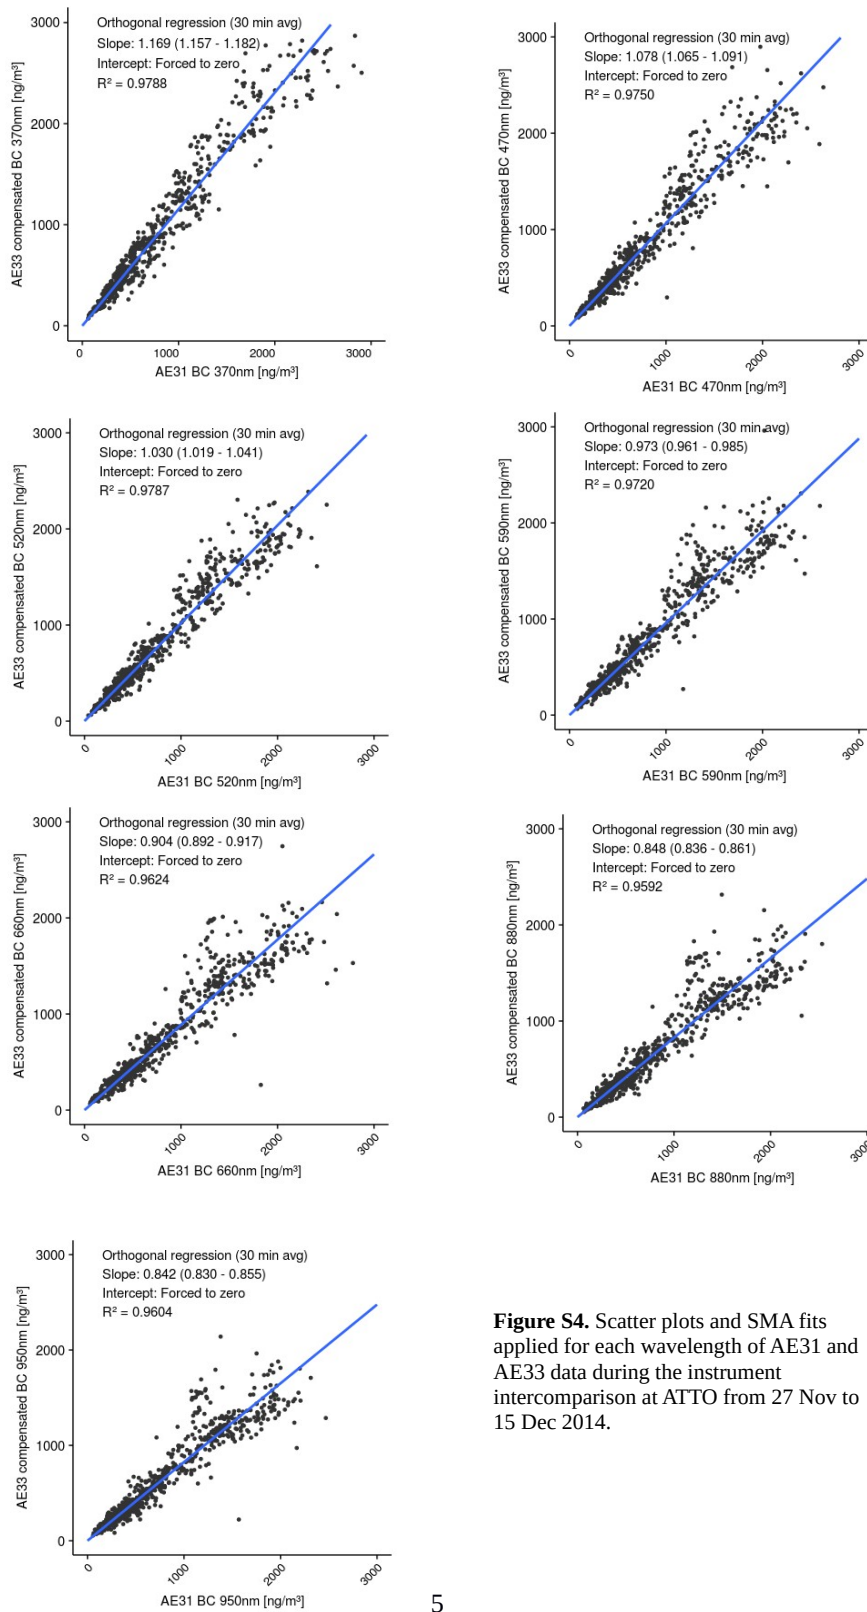 Orthogonal regression (30 min avg)
Slope: 1.169 (1.157 - 1.182)
Intercept: Forced to zero
R² = 0.9788
AE33 compensated BC 370nm [ng/m³]
3000
2000
1000
0
0 1000 2000 3000
AE31 BC 370nm [ng/m³]
Orthogonal regression (30 min avg)
Slope: 1.078 (1.065 - 1.091)
Intercept: Forced to zero
R² = 0.9750
AE33 compensated BC 470nm [ng/m³]
3000
2000
1000
0
0 1000 2000 3000
AE31 BC 470nm [ng/m³]
Orthogonal regression (30 min avg)
Slope: 1.030 (1.019 - 1.041)
Intercept: Forced to zero
R² = 0.9787
AE33 compensated BC 520nm [ng/m³]
3000
2000
1000
0
0 1000 2000 3000
AE31 BC 520nm [ng/m³]
Orthogonal regression (30 min avg)
Slope: 0.973 (0.961 - 0.985)
Intercept: Forced to zero
R² = 0.9720
AE33 compensated BC 590nm [ng/m³]
3000
2000
1000
0
0 1000 2000 3000
AE31 BC 590nm [ng/m³]
Orthogonal regression (30 min avg)
Slope: 0.904 (0.892 - 0.917)
Intercept: Forced to zero
R² = 0.9624
AE33 compensated BC 660nm [ng/m³]
3000
2000
1000
0
0 1000 2000 3000
AE31 BC 660nm [ng/m³]
Orthogonal regression (30 min avg)
Slope: 0.848 (0.836 - 0.861)
Intercept: Forced to zero
R² = 0.9592
AE33 compensated BC 880nm [ng/m³]
3000
2000
1000
0
0 1000 2000 3000
AE31 BC 880nm [ng/m³]
Orthogonal regression (30 min avg)
Slope: 0.842 (0.830 - 0.855)
Intercept: Forced to zero
R² = 0.9604
AE33 compensated BC 950nm [ng/m³]
3000
2000
1000
0
0 1000 2000 3000
AE31 BC 950nm [ng/m³]
Figure S4. Scatter plots and SMA fits
applied for each wavelength of AE31 and
AE33 data during the instrument
intercomparison at ATTO from 27 Nov to
15 Dec 2014.
5